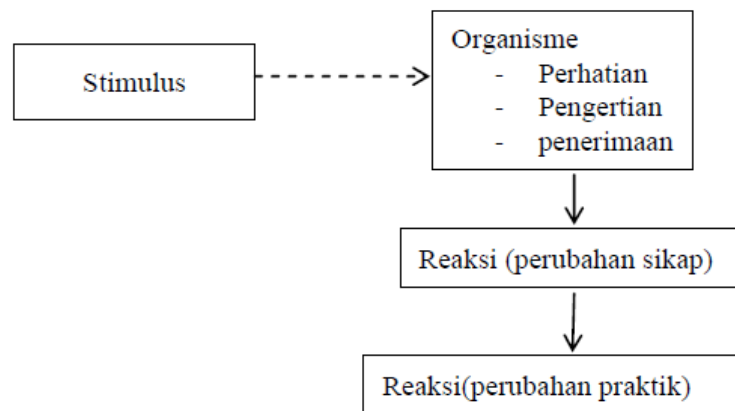 Stimulus
Organisme
- Perhatian
- Pengertian
- penerimaan
Reaksi (perubahan sikap)
Reaksi(perubahan praktik)